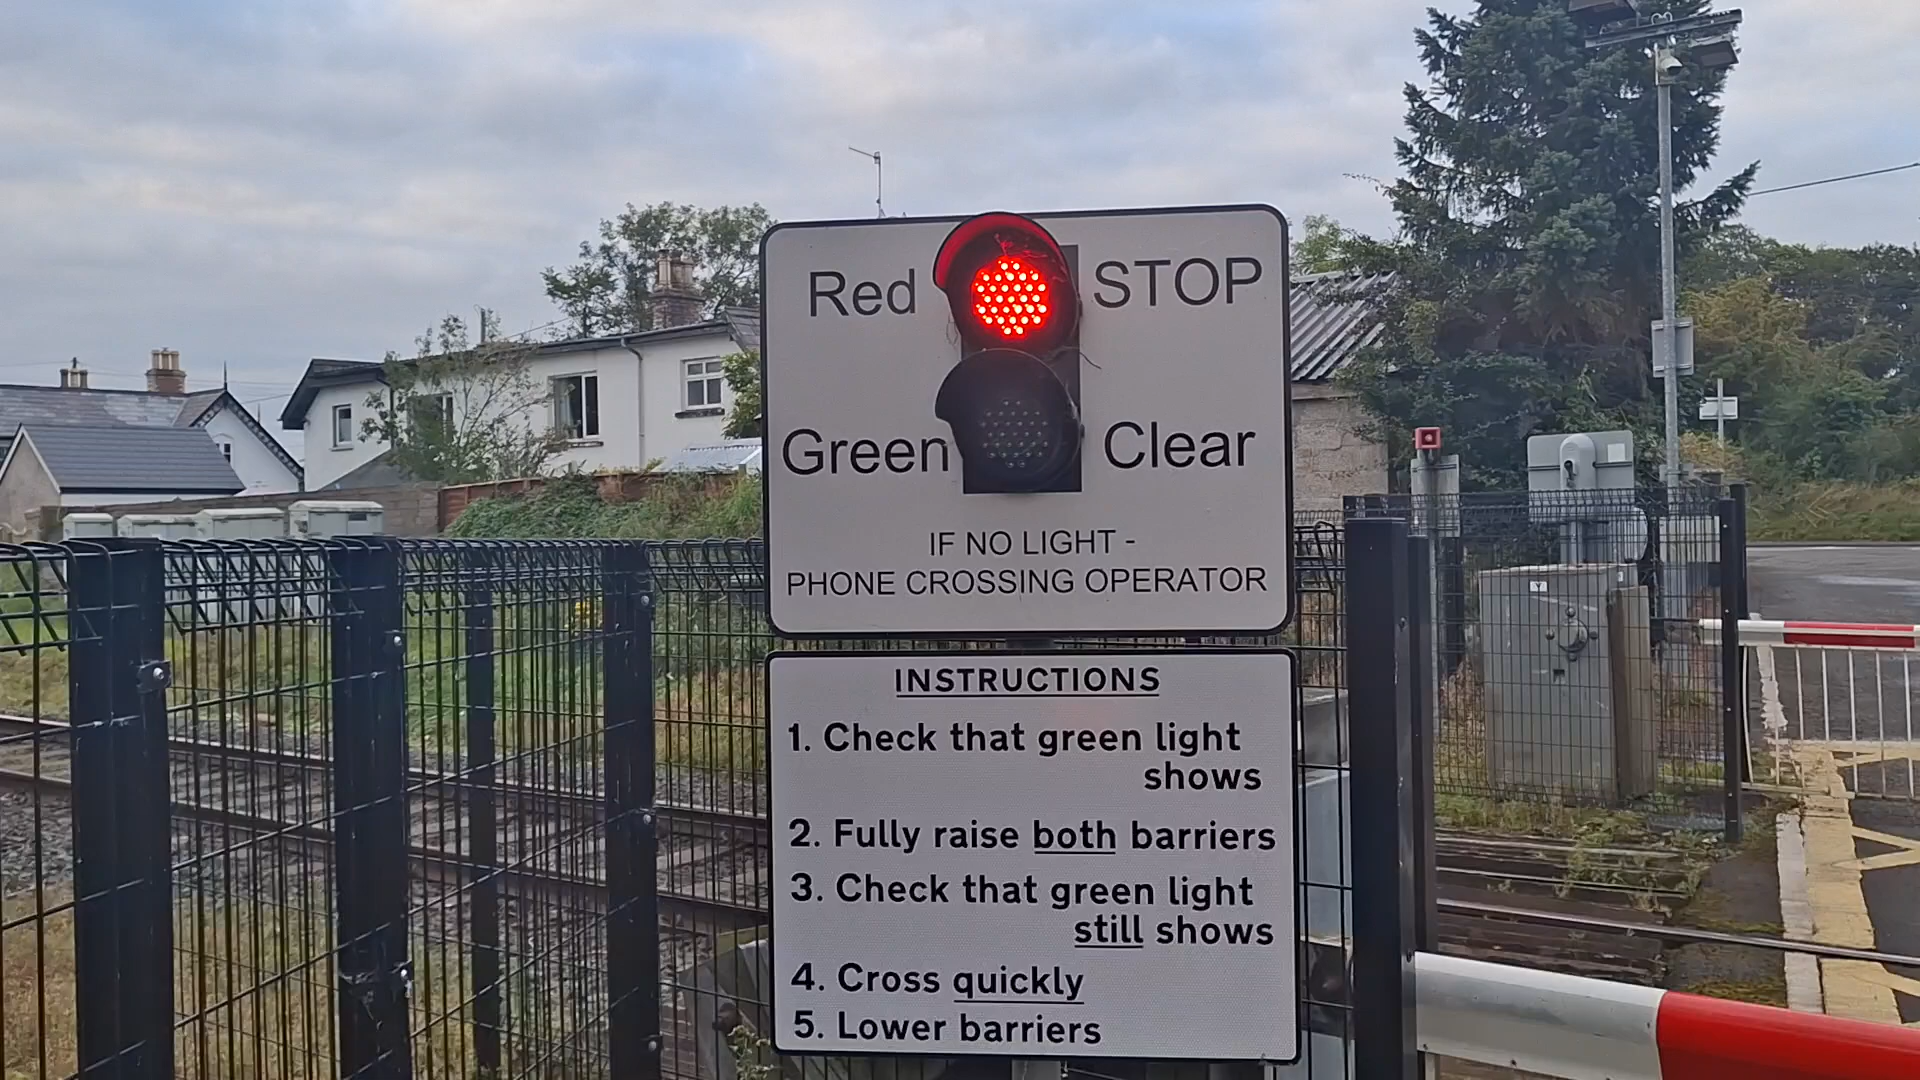 Red STOP
Green Clear
IF NO LIGHT -
PHONE CROSSING OPERATOR
INSTRUCTIONS
1. Check that green light
shows
2. Fully raise both barriers
3. Check that green light
still shows
4. Cross quickly
5. Lower barriers